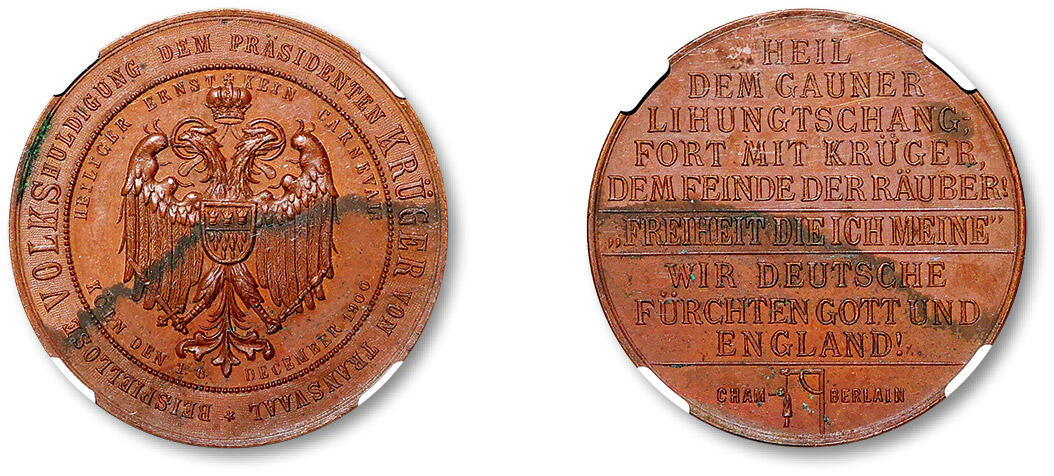 BEISPIELLOSE VOLKSHULDIGUNG DEM PRÄSIDENTEN KRÜGER VON TRANSVAAL *
HEILIGER ERNST KEIN CARNEVAL
KÖLN DEN 1-6. DECEMBER 1900
HEIL
DEM GAUNER
LIHUNGTSCHANG;
FORT MIT KRÜGER,
DEM FEINDE DER RÄUBER!
„FREIHEIT DIE ICH MEINE”
WIR DEUTSCHE
FÜRCHTEN GOTT UND
ENGLAND!
CHAM- BERLAIN